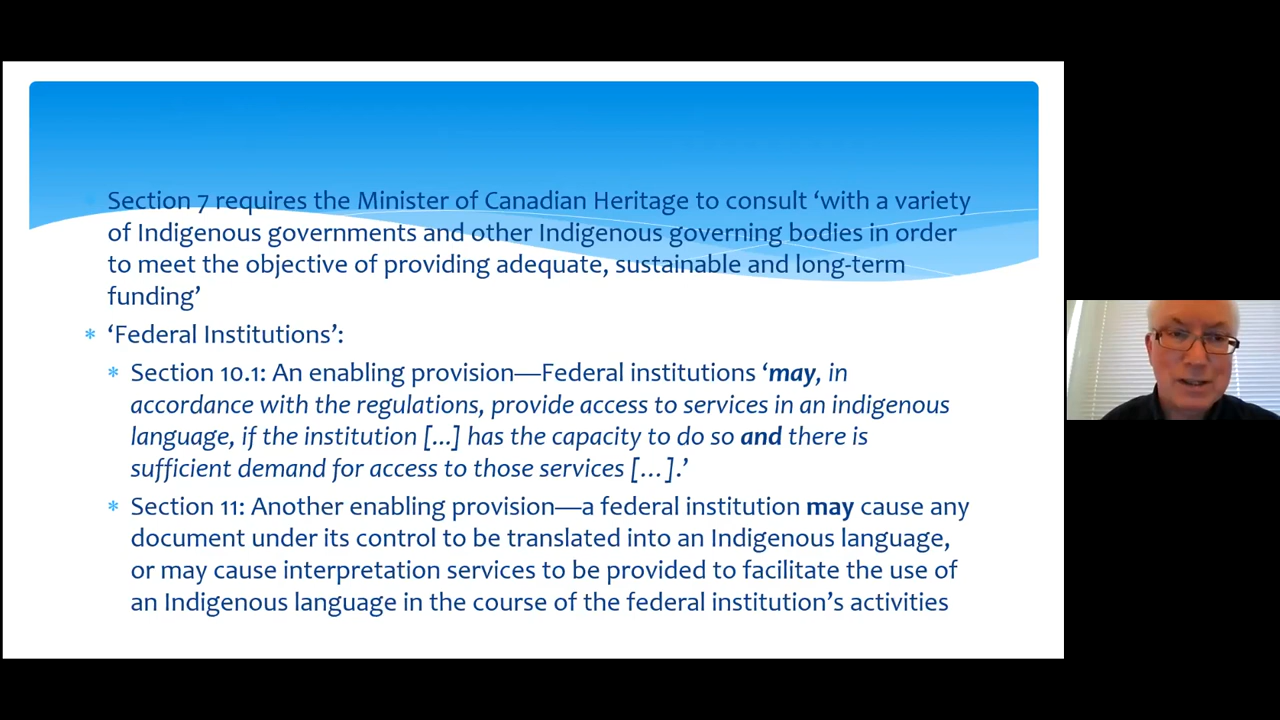 Section 7 requires the Minister of Canadian Heritage to consult ‘with a variety
of Indigenous governments and other Indigenous governing bodies in order
to meet the objective of providing adequate, sustainable and long-term
funding’
‘Federal Institutions’:
Section 10.1: An enabling provision—Federal institutions ‘may, in
accordance with the regulations, provide access to services in an indigenous
language, if the institution [...] has the capacity to do so and there is
sufficient demand for access to those services [...].’
Section 11: Another enabling provision—a federal institution may cause any
document under its control to be translated into an Indigenous language,
or may cause interpretation services to be provided to facilitate the use of
an Indigenous language in the course of the federal institution’s activities